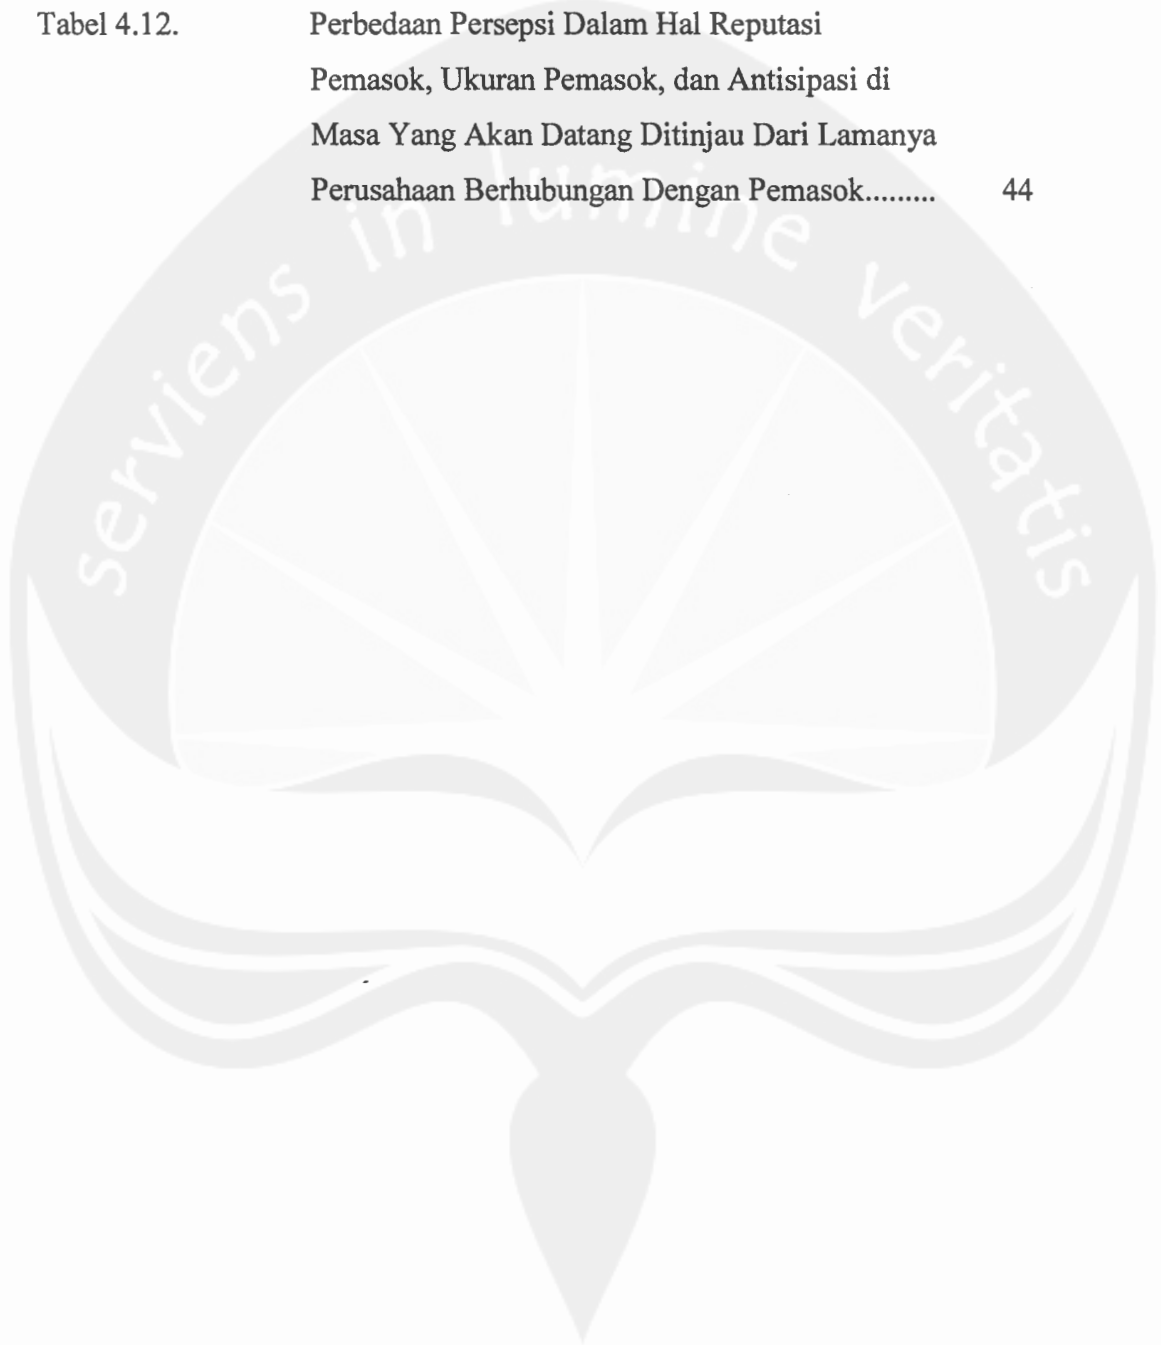 Tabel 4.12. Perbedaan Persepsi Dalam Hal Reputasi
Pemasok, Ukuran Pemasok, dan Antisipasi di
Masa Yang Akan Datang Ditinjau Dari Lamanya
Perusahaan Berhubungan Dengan Pemasok......... 44
serviens in lumine veritatis